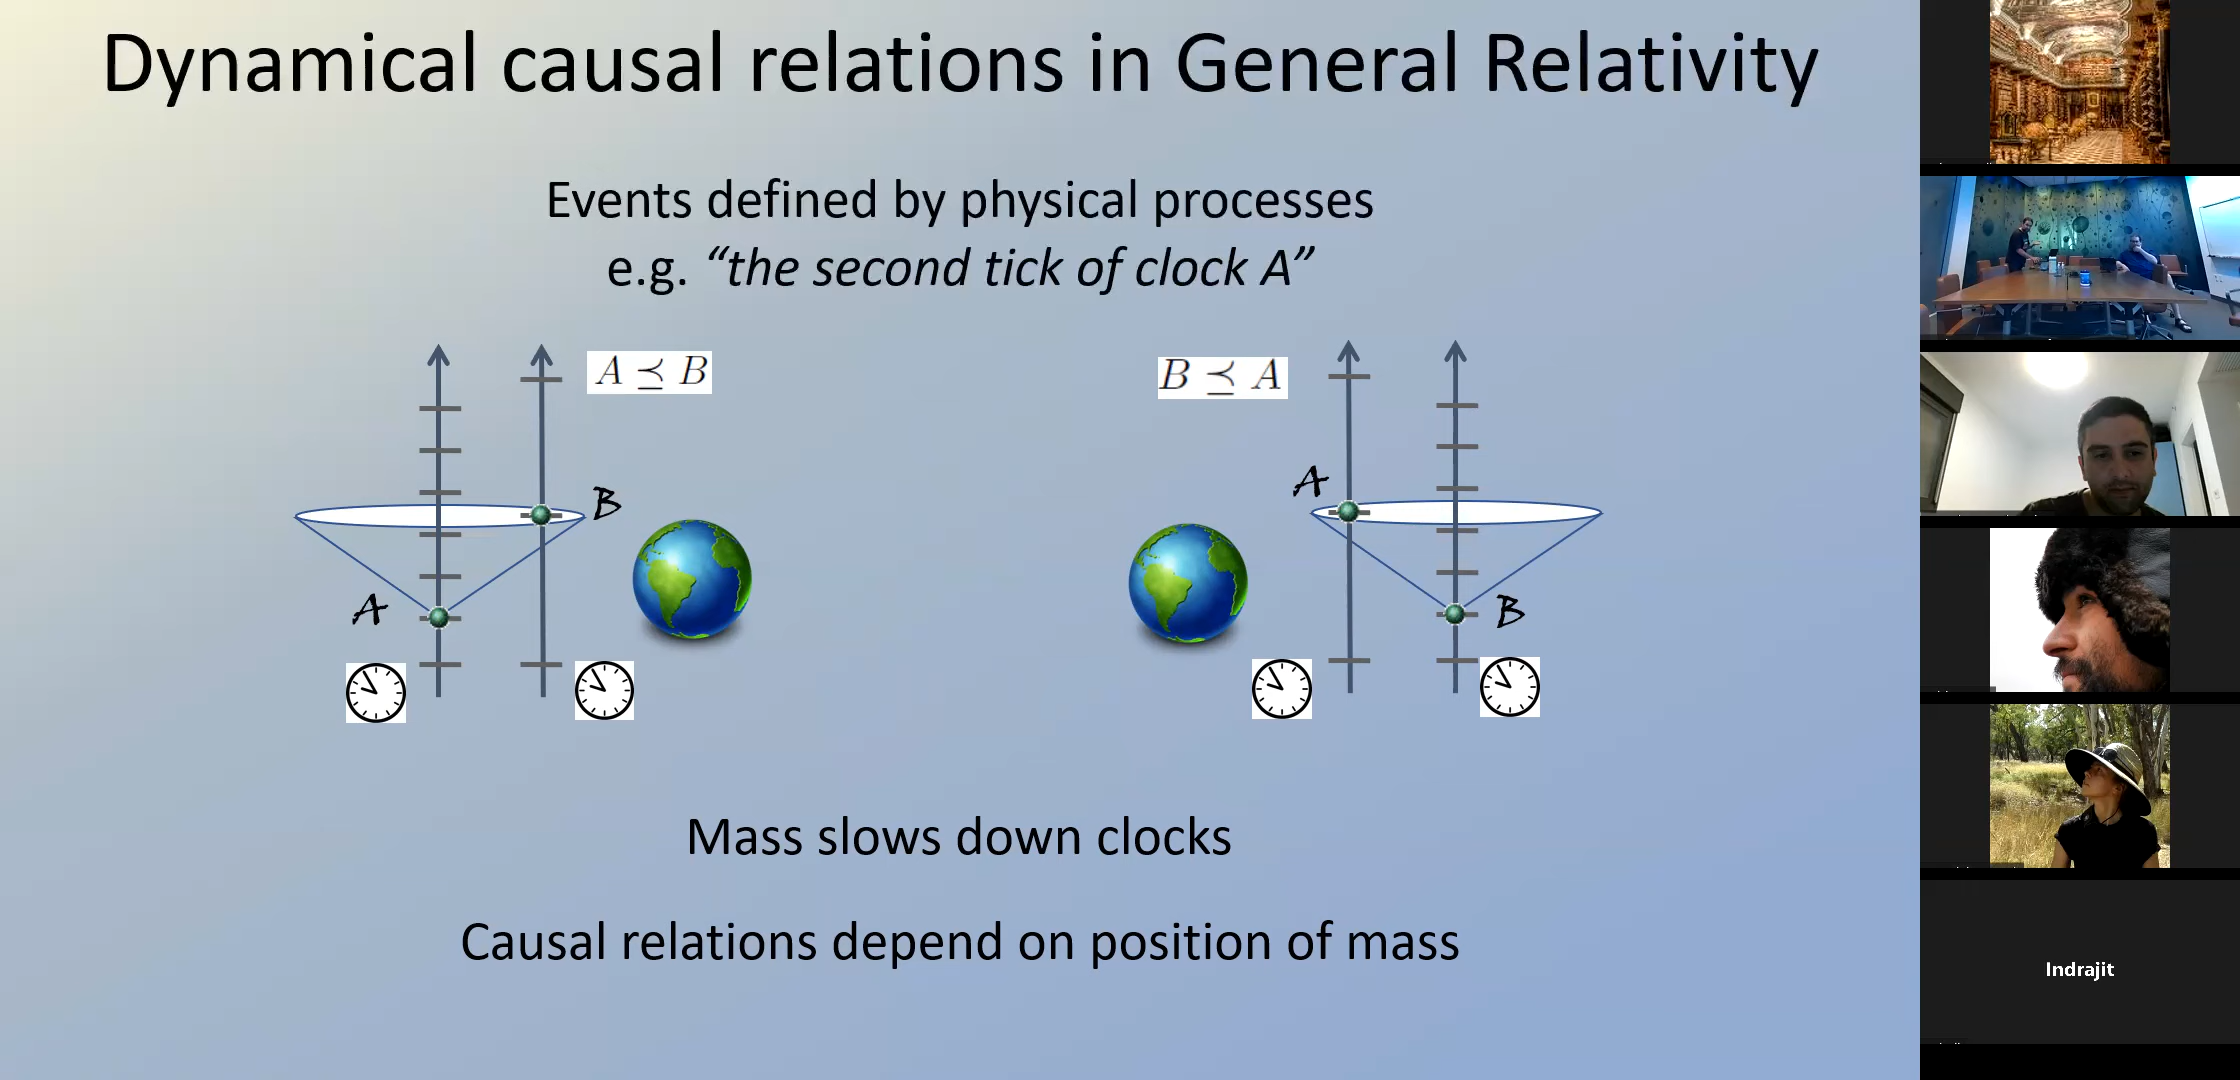 Dynamical causal relations in General Relativity
Events defined by physical processes
e.g. “the second tick of clock A”
A ⪯ B
B ⪯ A
B
A
A
B
Mass slows down clocks
Causal relations depend on position of mass
Indrajit